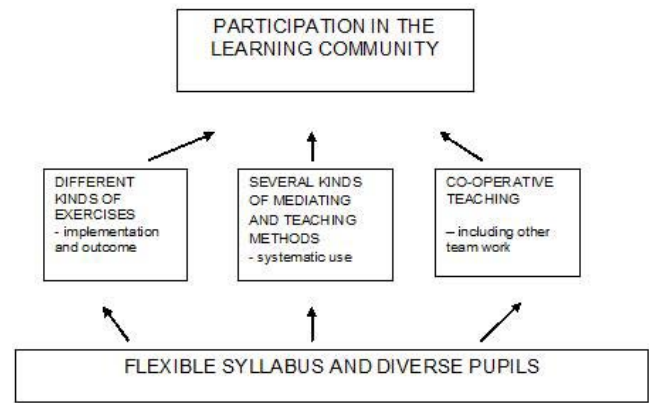 PARTICIPATION IN THE
LEARNING COMMUNITY
DIFFERENT
KINDS OF
EXERCISES
- implementation
and outcome
SEVERAL KINDS
OF MEDIATING
AND TEACHING
METHODS
- systematic use
CO-OPERATIVE
TEACHING
– including other
team work
FLEXIBLE SYLLABUS AND DIVERSE PUPILS